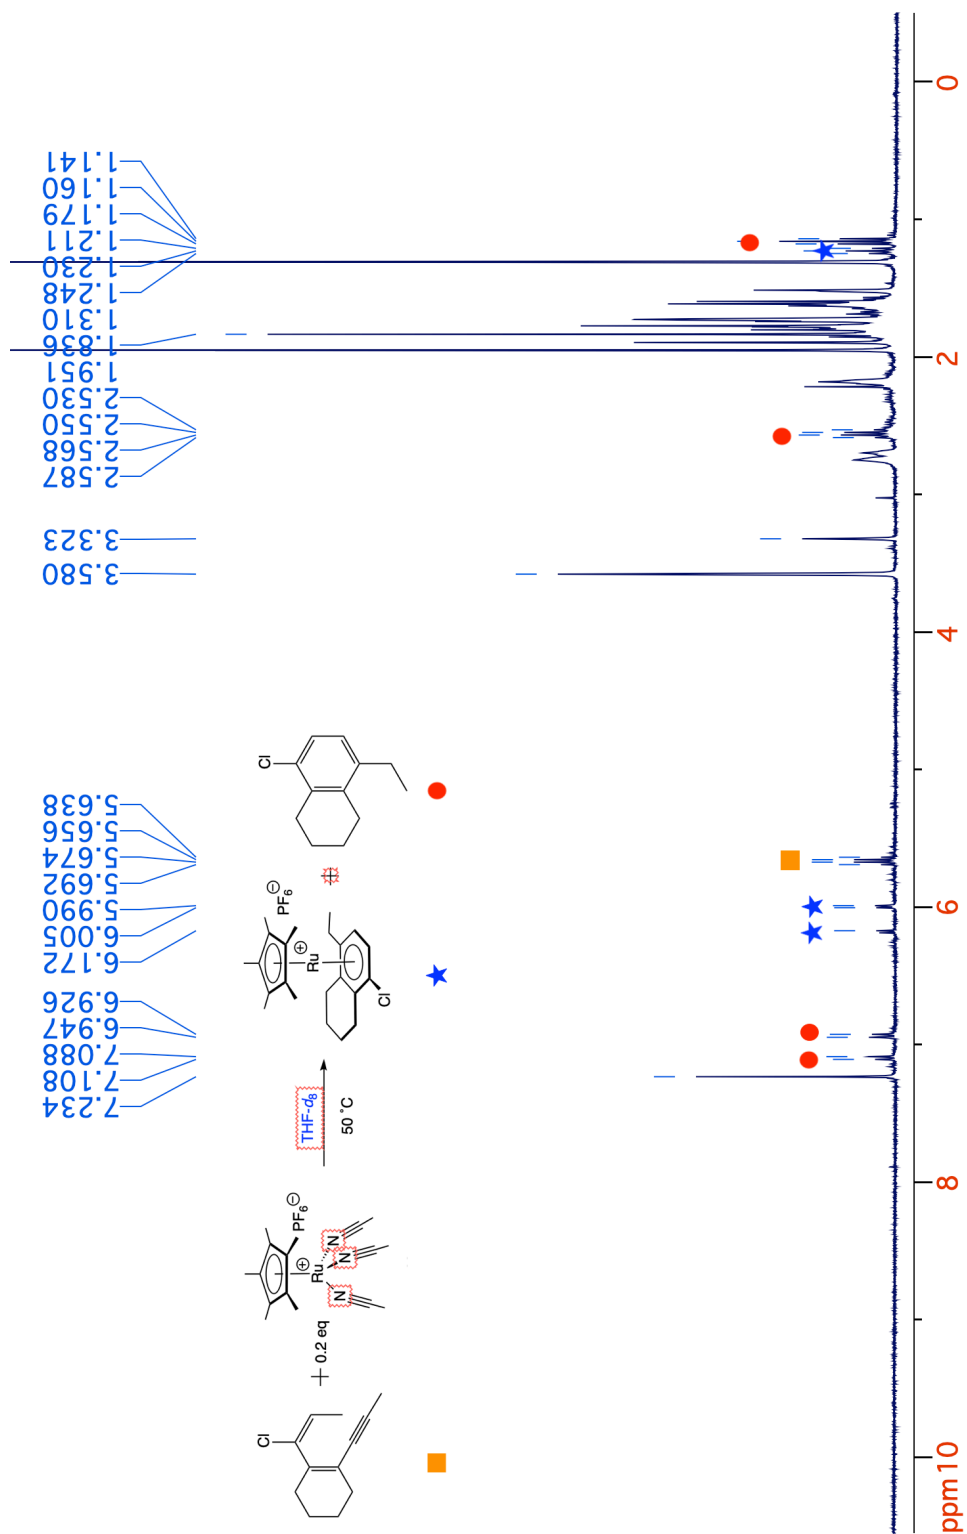 7.234
7.108
7.088
6.947
6.926
6.172
6.005
5.990
5.692
5.674
5.656
5.638
3.580
3.323
2.587
2.568
2.550
2.530
1.951
1.836
1.310
1.248
1.230
1.211
1.179
1.160
1.141
Cl
+ 0.2 eq
Ru
⊕
PF6
⊖
N
N
N
THF-d8
50 °C
Ru
⊕
PF6
⊖
Cl
+
Cl
ppm
10
8
6
4
2
0